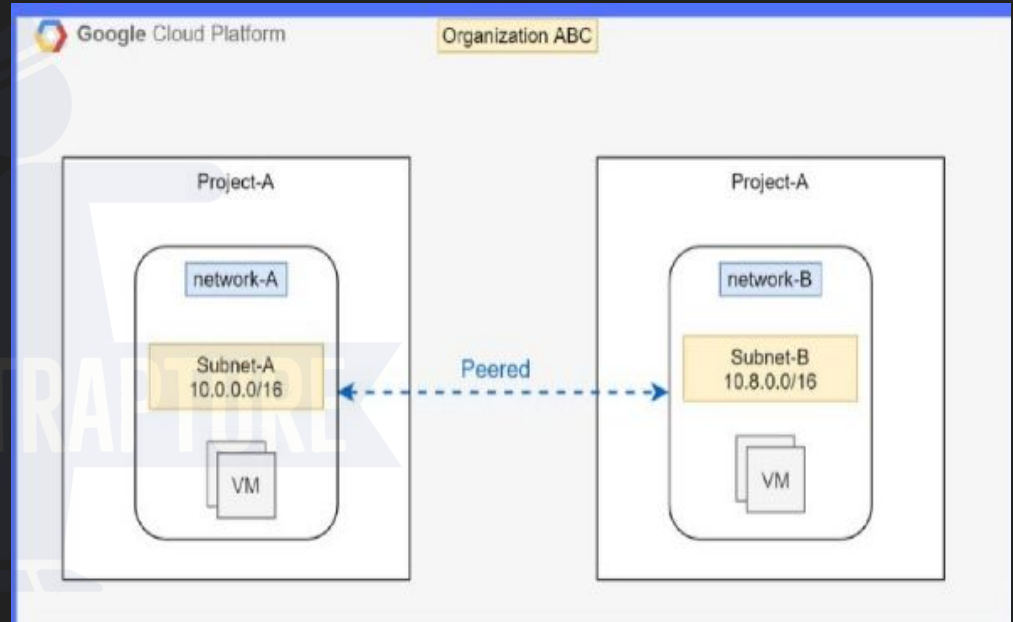 Google Cloud Platform
Organization ABC
Project-A
network-A
Subnet-A
10.0.0.0/16
VM
Peered
Project-A
network-B
Subnet-B
10.8.0.0/16
VM